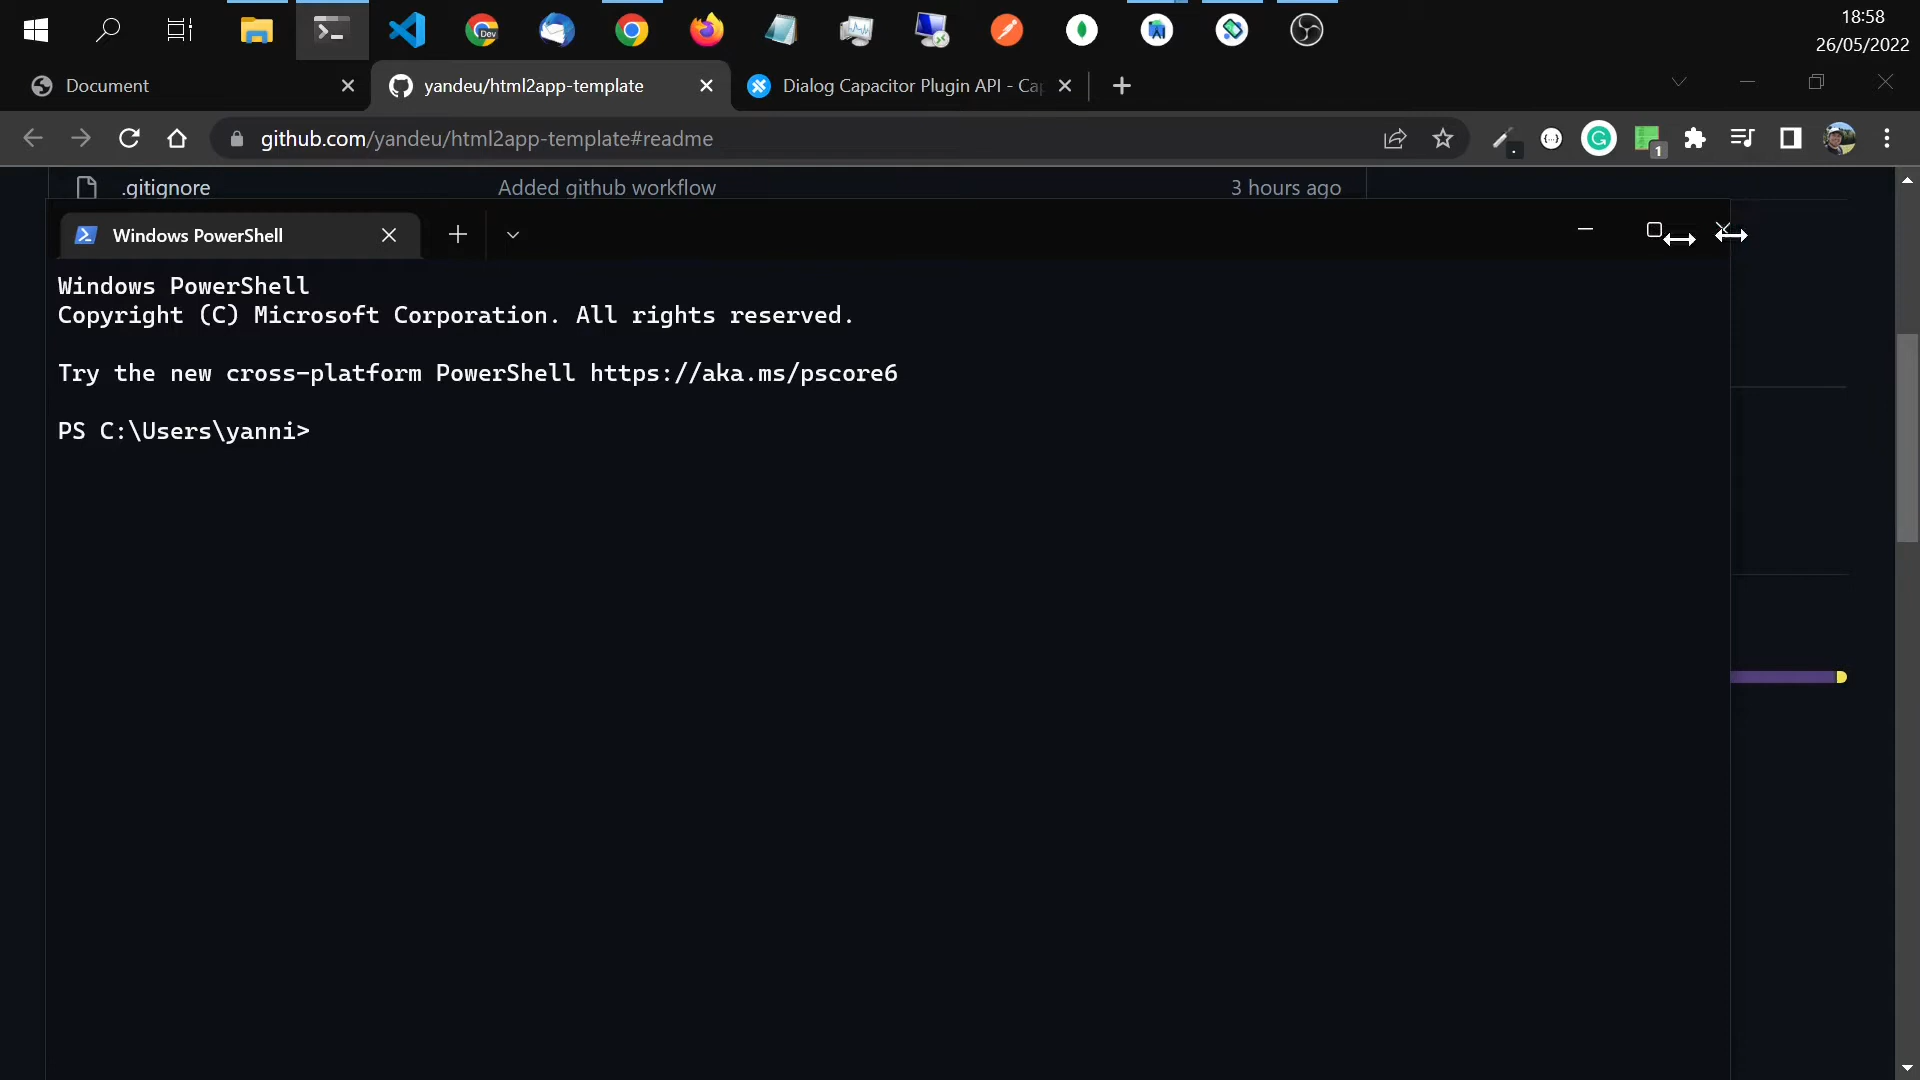 18:58
26/05/2022
Document
yandeu/html2app-template
Dialog Capacitor Plugin API - Ca
github.com/yandeu/html2app-template#readme
1
.gitignore
Added github workflow
3 hours ago
Windows PowerShell
Windows PowerShell
Copyright (C) Microsoft Corporation. All rights reserved.
Try the new cross-platform PowerShell https://aka.ms/pscore6
PS C:\Users\yanni>